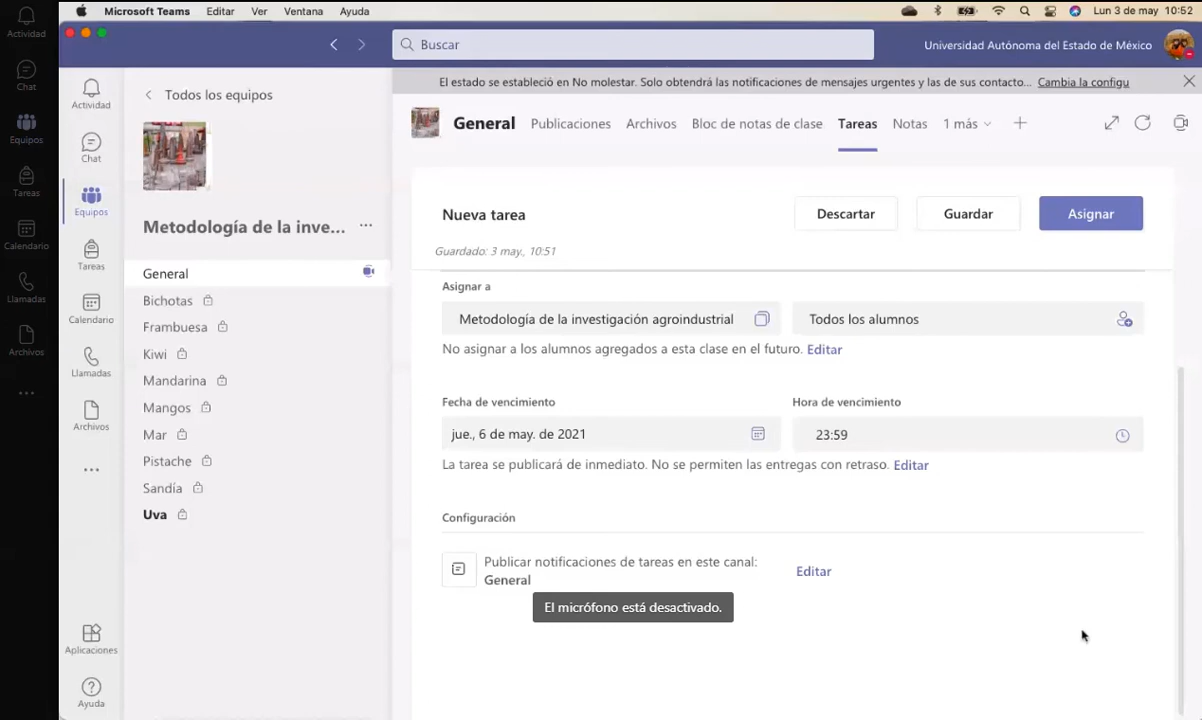 Microsoft Teams Editar Ver Ventana Ayuda
Lun 3 de may 10:52
Actividad
Chat
Equipos
Tareas
Calendario
Llamadas
Archivos
Buscar
Universidad Autónoma del Estado de México
El estado se estableció en No molestar. Solo obtendrá las notificaciones de mensajes urgentes y las de sus contacto... Cambia la configu
Actividad
Chat
Equipos
Tareas
Calendario
Llamadas
Archivos
Aplicaciones
Ayuda
Todos los equipos
Metodología de la inve...
General
Bichotas
Frambuesa
Kiwi
Mandarina
Mangos
Mar
Pistache
Sandía
Uva
General Publicaciones Archivos Bloc de notas de clase Tareas Notas 1 más
Nueva tarea
Descartar Guardar Asignar
Guardado: 3 may., 10:51
Asignar a
Metodología de la investigación agroindustrial
Todos los alumnos
No asignar a los alumnos agregados a esta clase en el futuro. Editar
Fecha de vencimiento
Hora de vencimiento
jue., 6 de may. de 2021
23:59
La tarea se publicará de inmediato. No se permiten las entregas con retraso. Editar
Configuración
Publicar notificaciones de tareas en este canal:
General
Editar
El micrófono está desactivado.